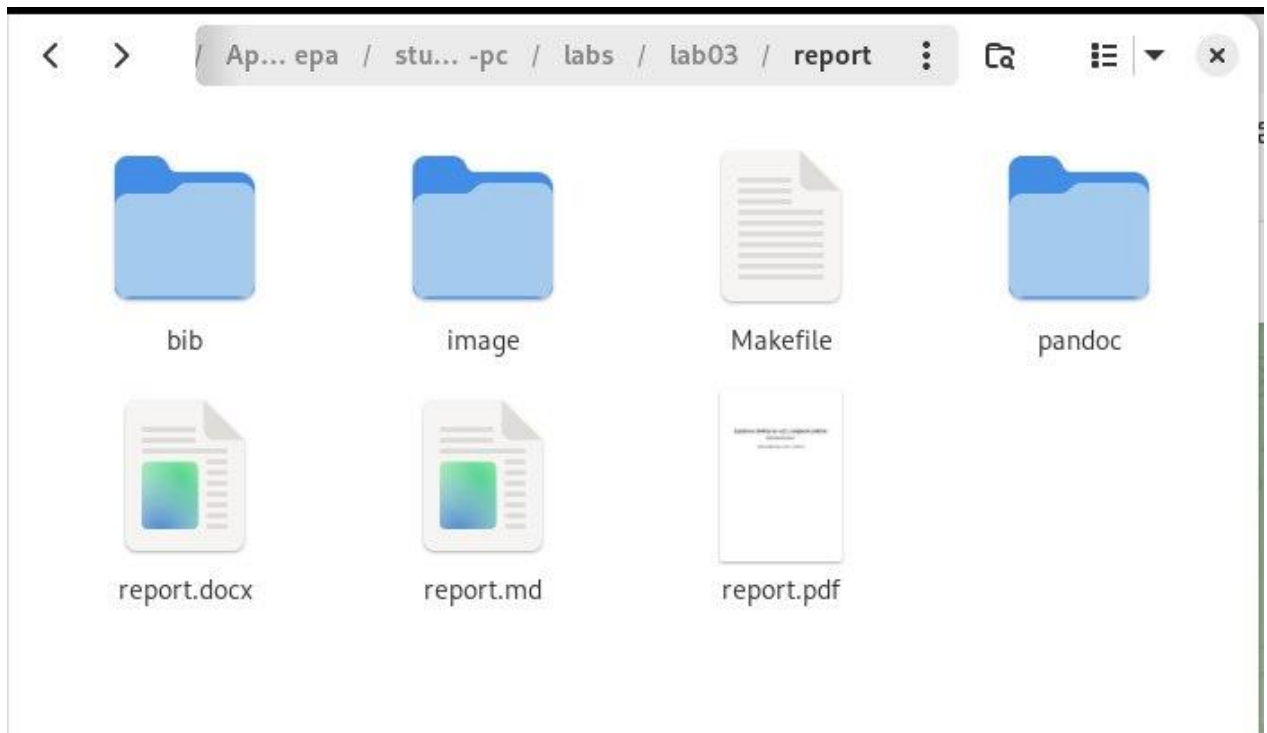 / Ap... epa / stu... -pc / labs / lab03 / report
bib image Makefile pandoc
report.docx report.md report.pdf